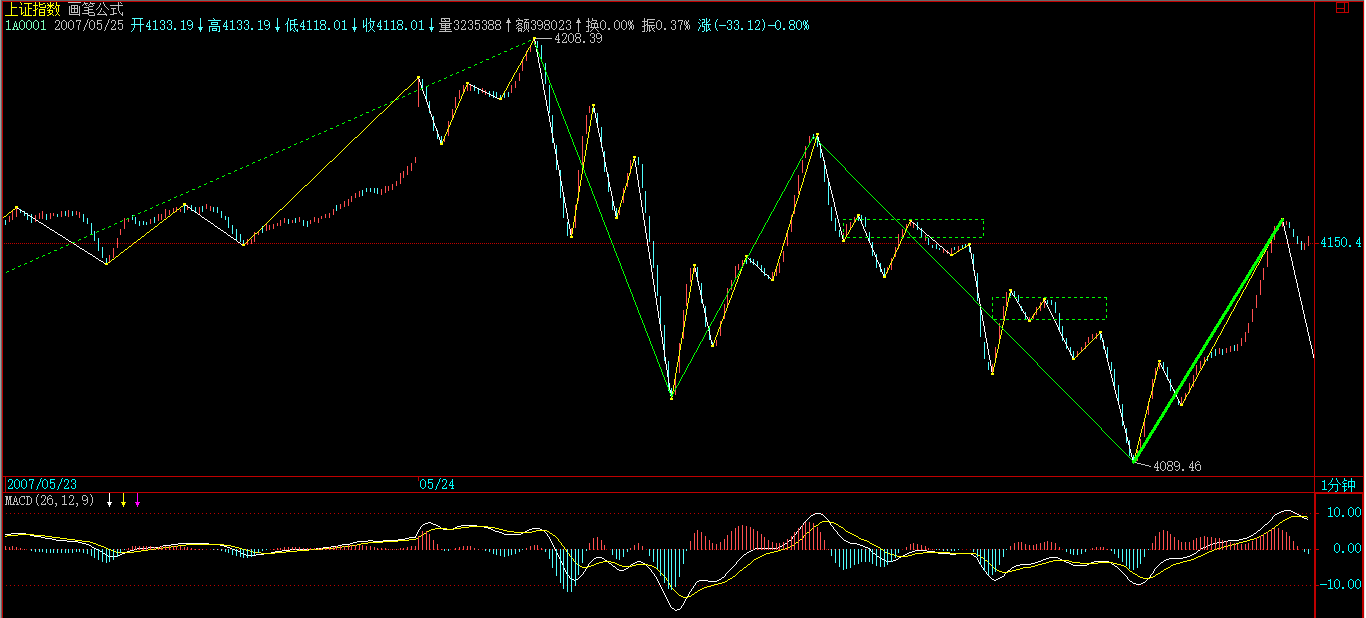 上证指数 画笔公式
1A0001 2007/05/25 开4133.19↓高4133.19↓低4118.01↓收4118.01↓量3235388↑额398023↑换0.00% 振0.37% 涨(-33.12)-0.80%
4208.39
4150.4
4089.46
2007/05/23 05/24 1分钟
MACD(26,12,9) ↓ ↓ ↓
10.00
0.00
-10.00